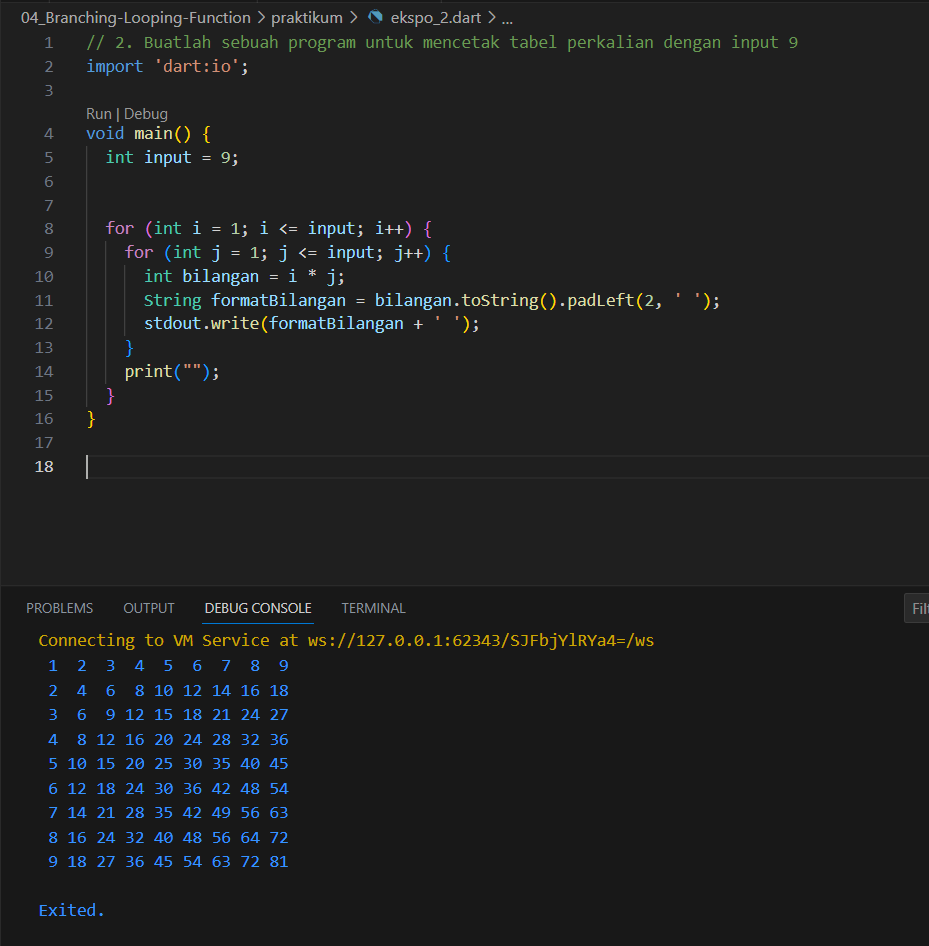 04_Branching-Looping-Function > praktikum > ekspo_2.dart > ...
1 // 2. Buatlah sebuah program untuk mencetak tabel perkalian dengan input 9
2 import 'dart:io';
3
Run | Debug
4 void main() {
5   int input = 9;
6
7
8   for (int i = 1; i <= input; i++) {
9     for (int j = 1; j <= input; j++) {
10       int bilangan = i * j;
11       String formatBilangan = bilangan.toString().padLeft(2, ' ');
12       stdout.write(formatBilangan + ' ');
13     }
14     print("");
15   }
16 }
17
18
PROBLEMS OUTPUT DEBUG CONSOLE TERMINAL Filt
Connecting to VM Service at ws://127.0.0.1:62343/SJFbjYlRYa4=/ws
 1  2  3  4  5  6  7  8  9
 2  4  6  8 10 12 14 16 18
 3  6  9 12 15 18 21 24 27
 4  8 12 16 20 24 28 32 36
 5 10 15 20 25 30 35 40 45
 6 12 18 24 30 36 42 48 54
 7 14 21 28 35 42 49 56 63
 8 16 24 32 40 48 56 64 72
 9 18 27 36 45 54 63 72 81
Exited.